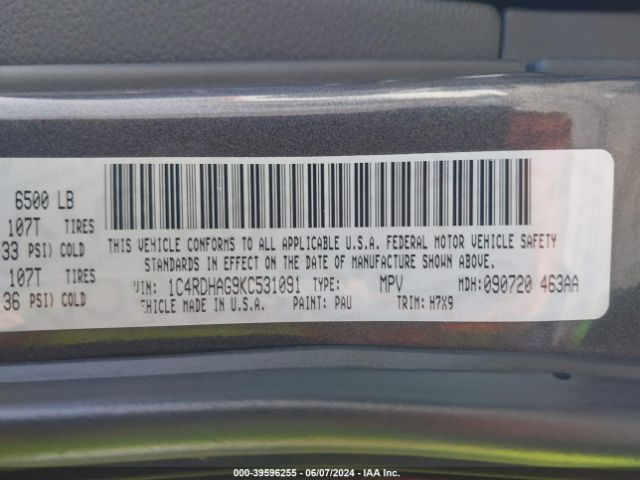 6500 LB
107T TIRES
33 PSI) COLD
107T TIRES
36 PSI) COLD
THIS VEHICLE CONFORMS TO ALL APPLICABLE U.S.A. FEDERAL MOTOR VEHICLE SAFETY
STANDARDS IN EFFECT ON THE DATE OF MANUFACTURE SHOWN ABOVE.
VIN: 1C4RDHAG9KC531091 TYPE: MPV MDH: 090720 463AA
VEHICLE MADE IN U.S.A. PAINT: PAU TRIM: H7X9
000-39596255 - 06/07/2024 - IAA Inc.